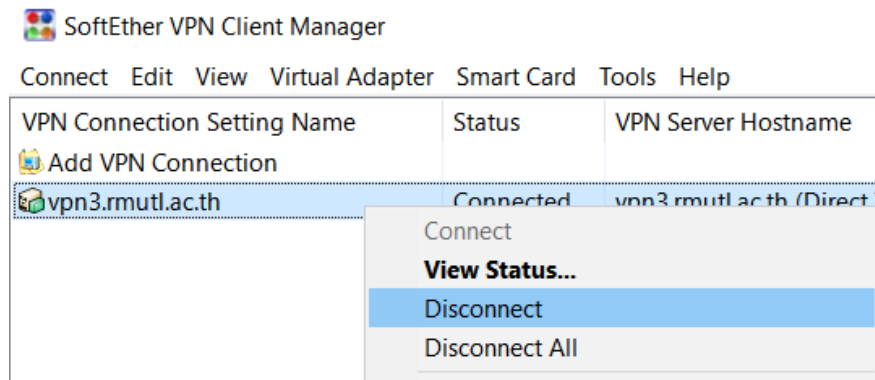 SoftEther VPN Client Manager
Connect Edit View Virtual Adapter Smart Card Tools Help
VPN Connection Setting Name Status VPN Server Hostname
Add VPN Connection
vpn3.rmutl.ac.th Connected vpn3.rmutl.ac.th (Direct
Connect
View Status...
Disconnect
Disconnect All